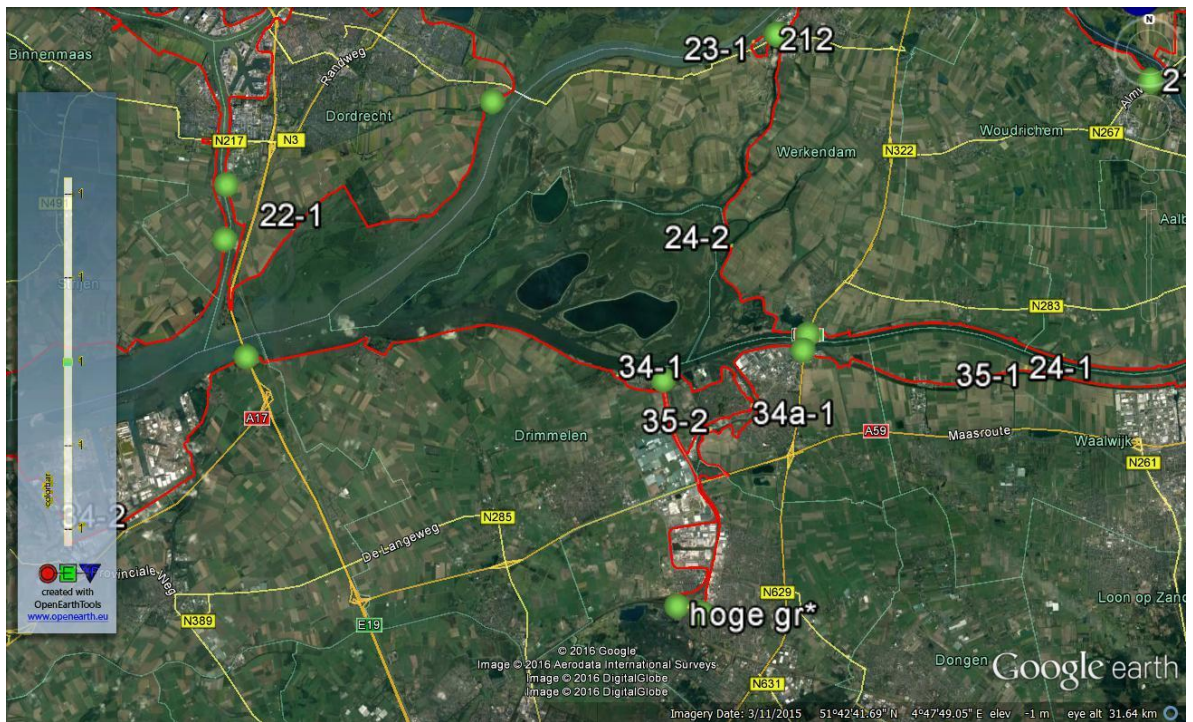 Binnenmaas
Randweg
23-1
212
N
Almk
Dordrecht
Woudrichem
N217
N3
Werkendam
N322
N267
N491
22-1
24-2
Aalb
Strijen
N283
34-1
35-1
24-1
A17
35-2
34a-1
Drimmelen
A59
Maasroute
Waalwijk
N261
34-2
N285
De Langeweg
Provinciale Weg
created with
OpenEarthTools
www.openearth.eu
N389
E19
hoge gr*
N629
Loon op Zand
© 2016 Google
Image © 2016 Aerodata International Surveys
Image © 2016 DigitalGlobe
Image © 2016 DigitalGlobe
N631
Dongen
Google earth
Imagery Date: 3/11/2015 51°42'41.69" N 4°47'49.05" E elev -1 m eye alt 31.64 km